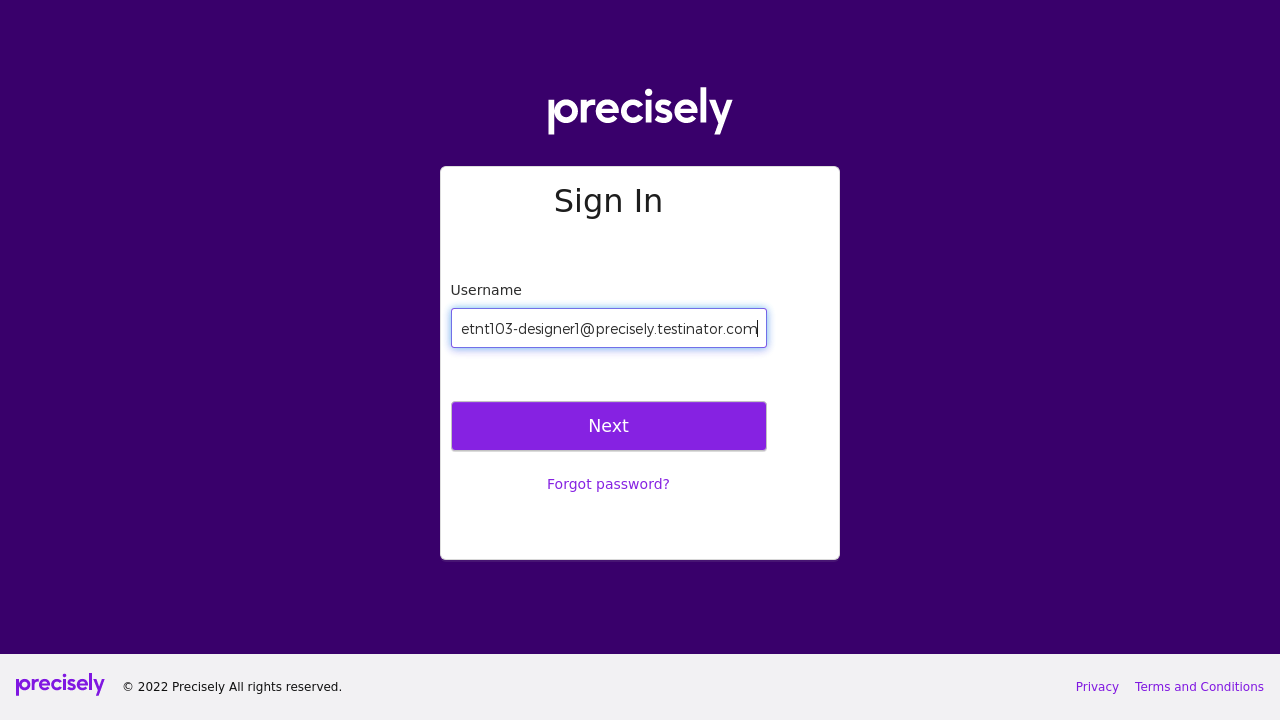 precisely
Sign In
Username
etnt103-designer1@precisely.testinator.com
Next
Forgot password?
precisely © 2022 Precisely All rights reserved. Privacy Terms and Conditions